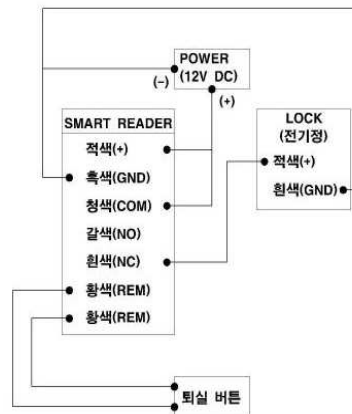 POWER
(12V DC)
(-)
(+)
SMART READER
적색(+)
흑색(GND)
청색(COM)
갈색(NO)
흰색(NC)
황색(REM)
황색(REM)
LOCK
(전기정)
적색(+)
흰색(GND)
퇴실 버튼